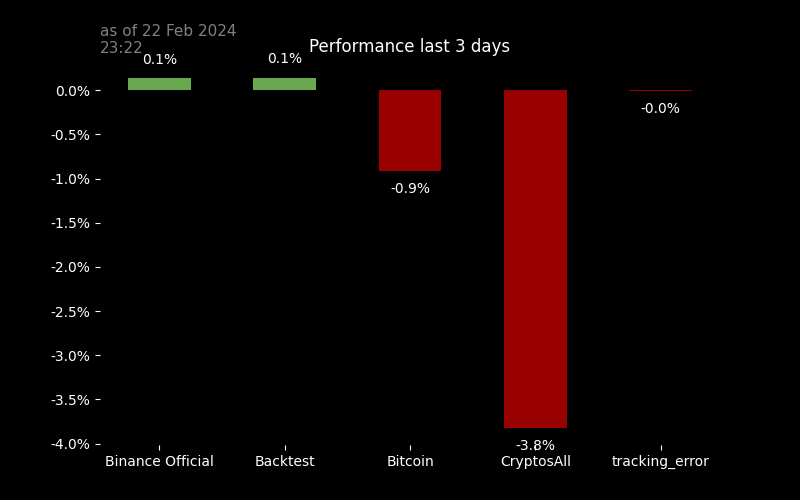 as of 22 Feb 2024
23:22
Performance last 3 days
0.1%
0.1%
0.0%
-0.0%
-0.5%
-1.0%
-0.9%
-1.5%
-2.0%
-2.5%
-3.0%
-3.5%
-4.0%
-3.8%
Binance Official
Backtest
Bitcoin
CryptosAll
tracking_error